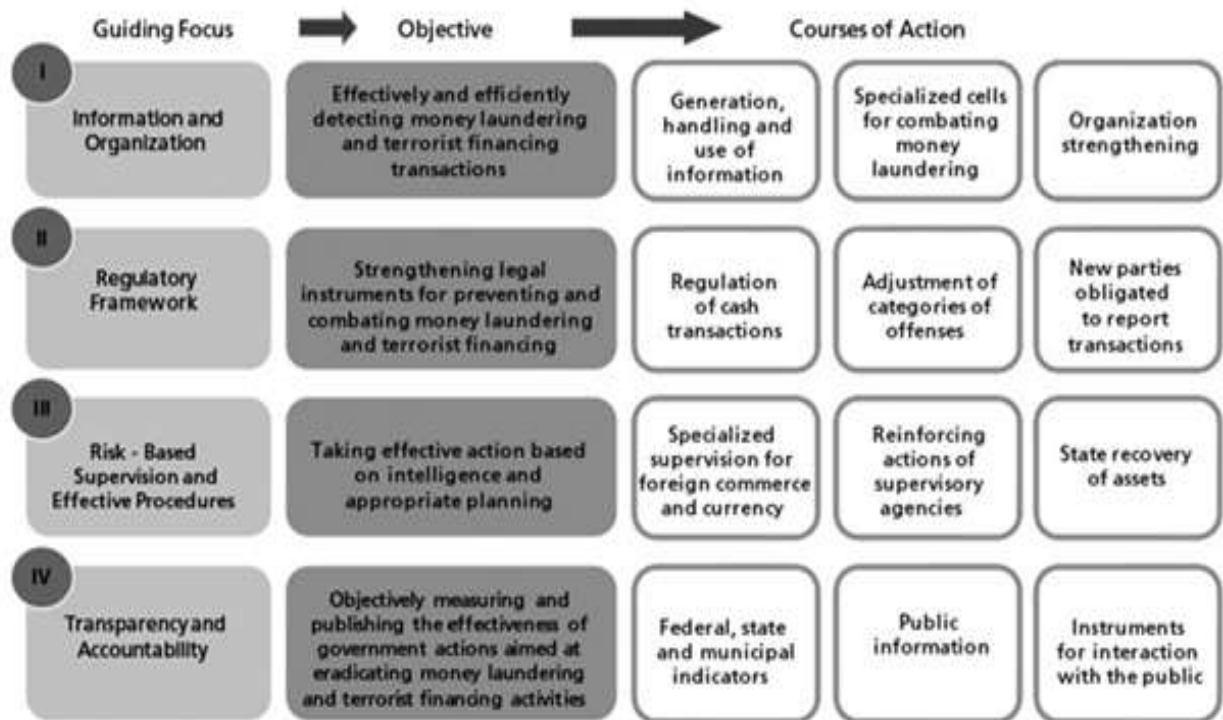 Guiding Focus
Objective
Courses of Action
I
Information and
Organization
Effectively and efficiently
detecting money laundering
and terrorist financing
transactions
Generation,
handling and
use of
information
Specialized cells
for combating
money
laundering
Organization
strengthening
II
Regulatory
Framework
Strengthening legal
instruments for preventing and
combating money laundering
and terrorist financing
Regulation
of cash
transactions
Adjustment of
categories of
offenses
New parties
obligated
to report
transactions
III
Risk - Based
Supervision and
Effective Procedures
Taking effective action based
on intelligence and
appropriate planning
Specialized
supervision for
foreign commerce
and currency
Reinforcing
actions of
supervisory
agencies
State recovery
of assets
IV
Transparency and
Accountability
Objectively measuring and
publishing the effectiveness of
government actions aimed at
eradicating money laundering
and terrorist financing activities
Federal, state
and municipal
indicators
Public
information
Instruments
for interaction
with the public